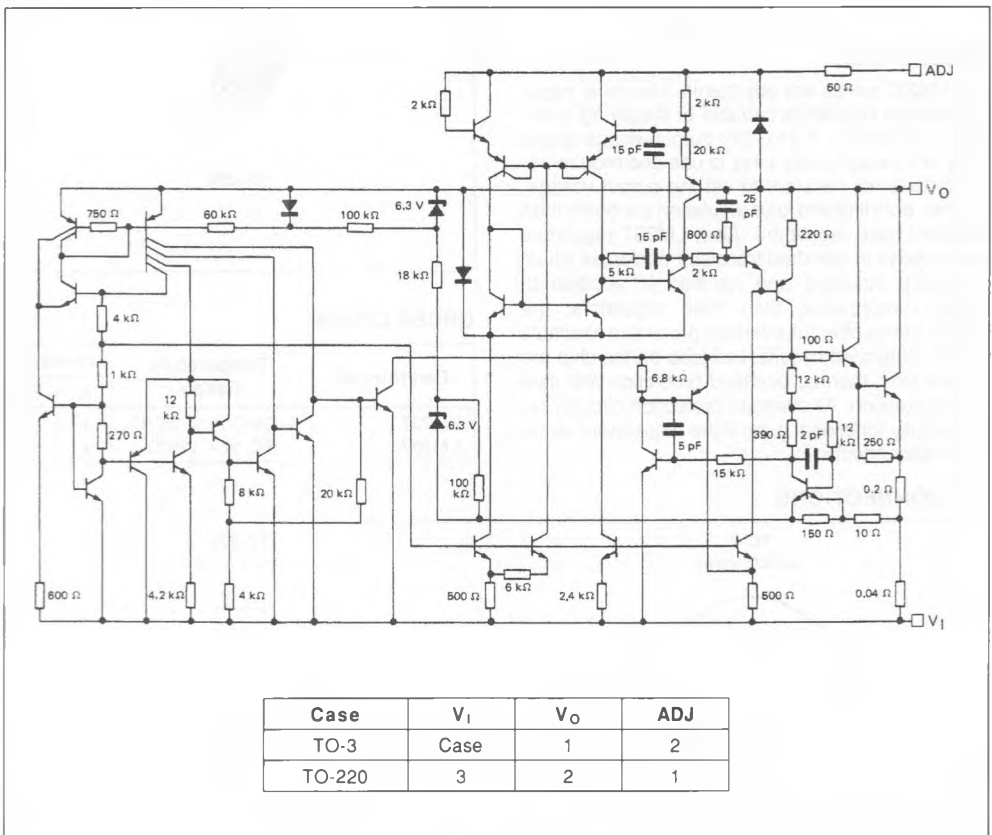 ADJ
60 Ω
2 kΩ
2 kΩ
15 pF
20 kΩ
V₀
750 Ω
60 kΩ
100 kΩ
6.3 V
25 pF
15 pF
800 Ω
220 Ω
18 kΩ
5 kΩ
2 kΩ
4 kΩ
100 Ω
1 kΩ
6.8 kΩ
12 kΩ
12 kΩ
6.3 V
390 Ω
2 pF
12 kΩ
250 Ω
270 Ω
5 pF
15 kΩ
8 kΩ
20 kΩ
100 kΩ
0.2 Ω
150 Ω
10 Ω
6 kΩ
600 Ω
4.2 kΩ
4 kΩ
500 Ω
2,4 kΩ
500 Ω
0,04 Ω
V_I
Case V_I V₀ ADJ
TO-3 Case 1 2
TO-220 3 2 1